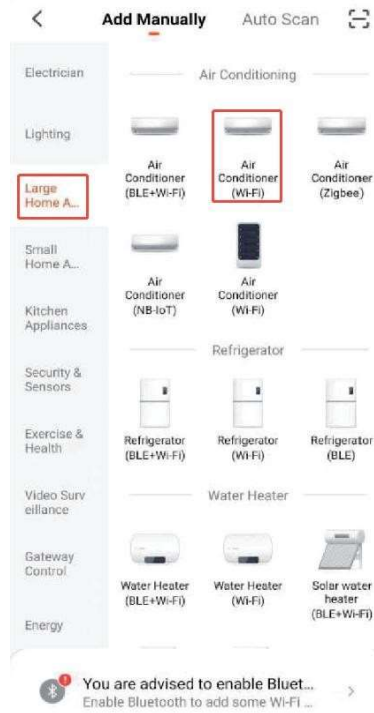 Add Manually
Auto Scan
Electrician
Lighting
Large
Home A...
Small
Home A...
Kitchen
Appliances
Security &
Sensors
Exercise &
Health
Video Surv
eillance
Gateway
Control
Energy
Air Conditioning
Air
Conditioner
(BLE+Wi-Fi)
Air
Conditioner
(Wi-Fi)
Air
Conditioner
(Zigbee)
Air
Conditioner
(NB-IoT)
Air
Conditioner
(Wi-Fi)
Refrigerator
Refrigerator
(BLE+Wi-Fi)
Refrigerator
(Wi-Fi)
Refrigerator
(BLE)
Water Heater
Water Heater
(BLE+Wi-Fi)
Water Heater
(Wi-Fi)
Solar water
heater
(BLE+Wi-Fi)
You are advised to enable Bluet...
Enable Bluetooth to add some Wi-Fi ...